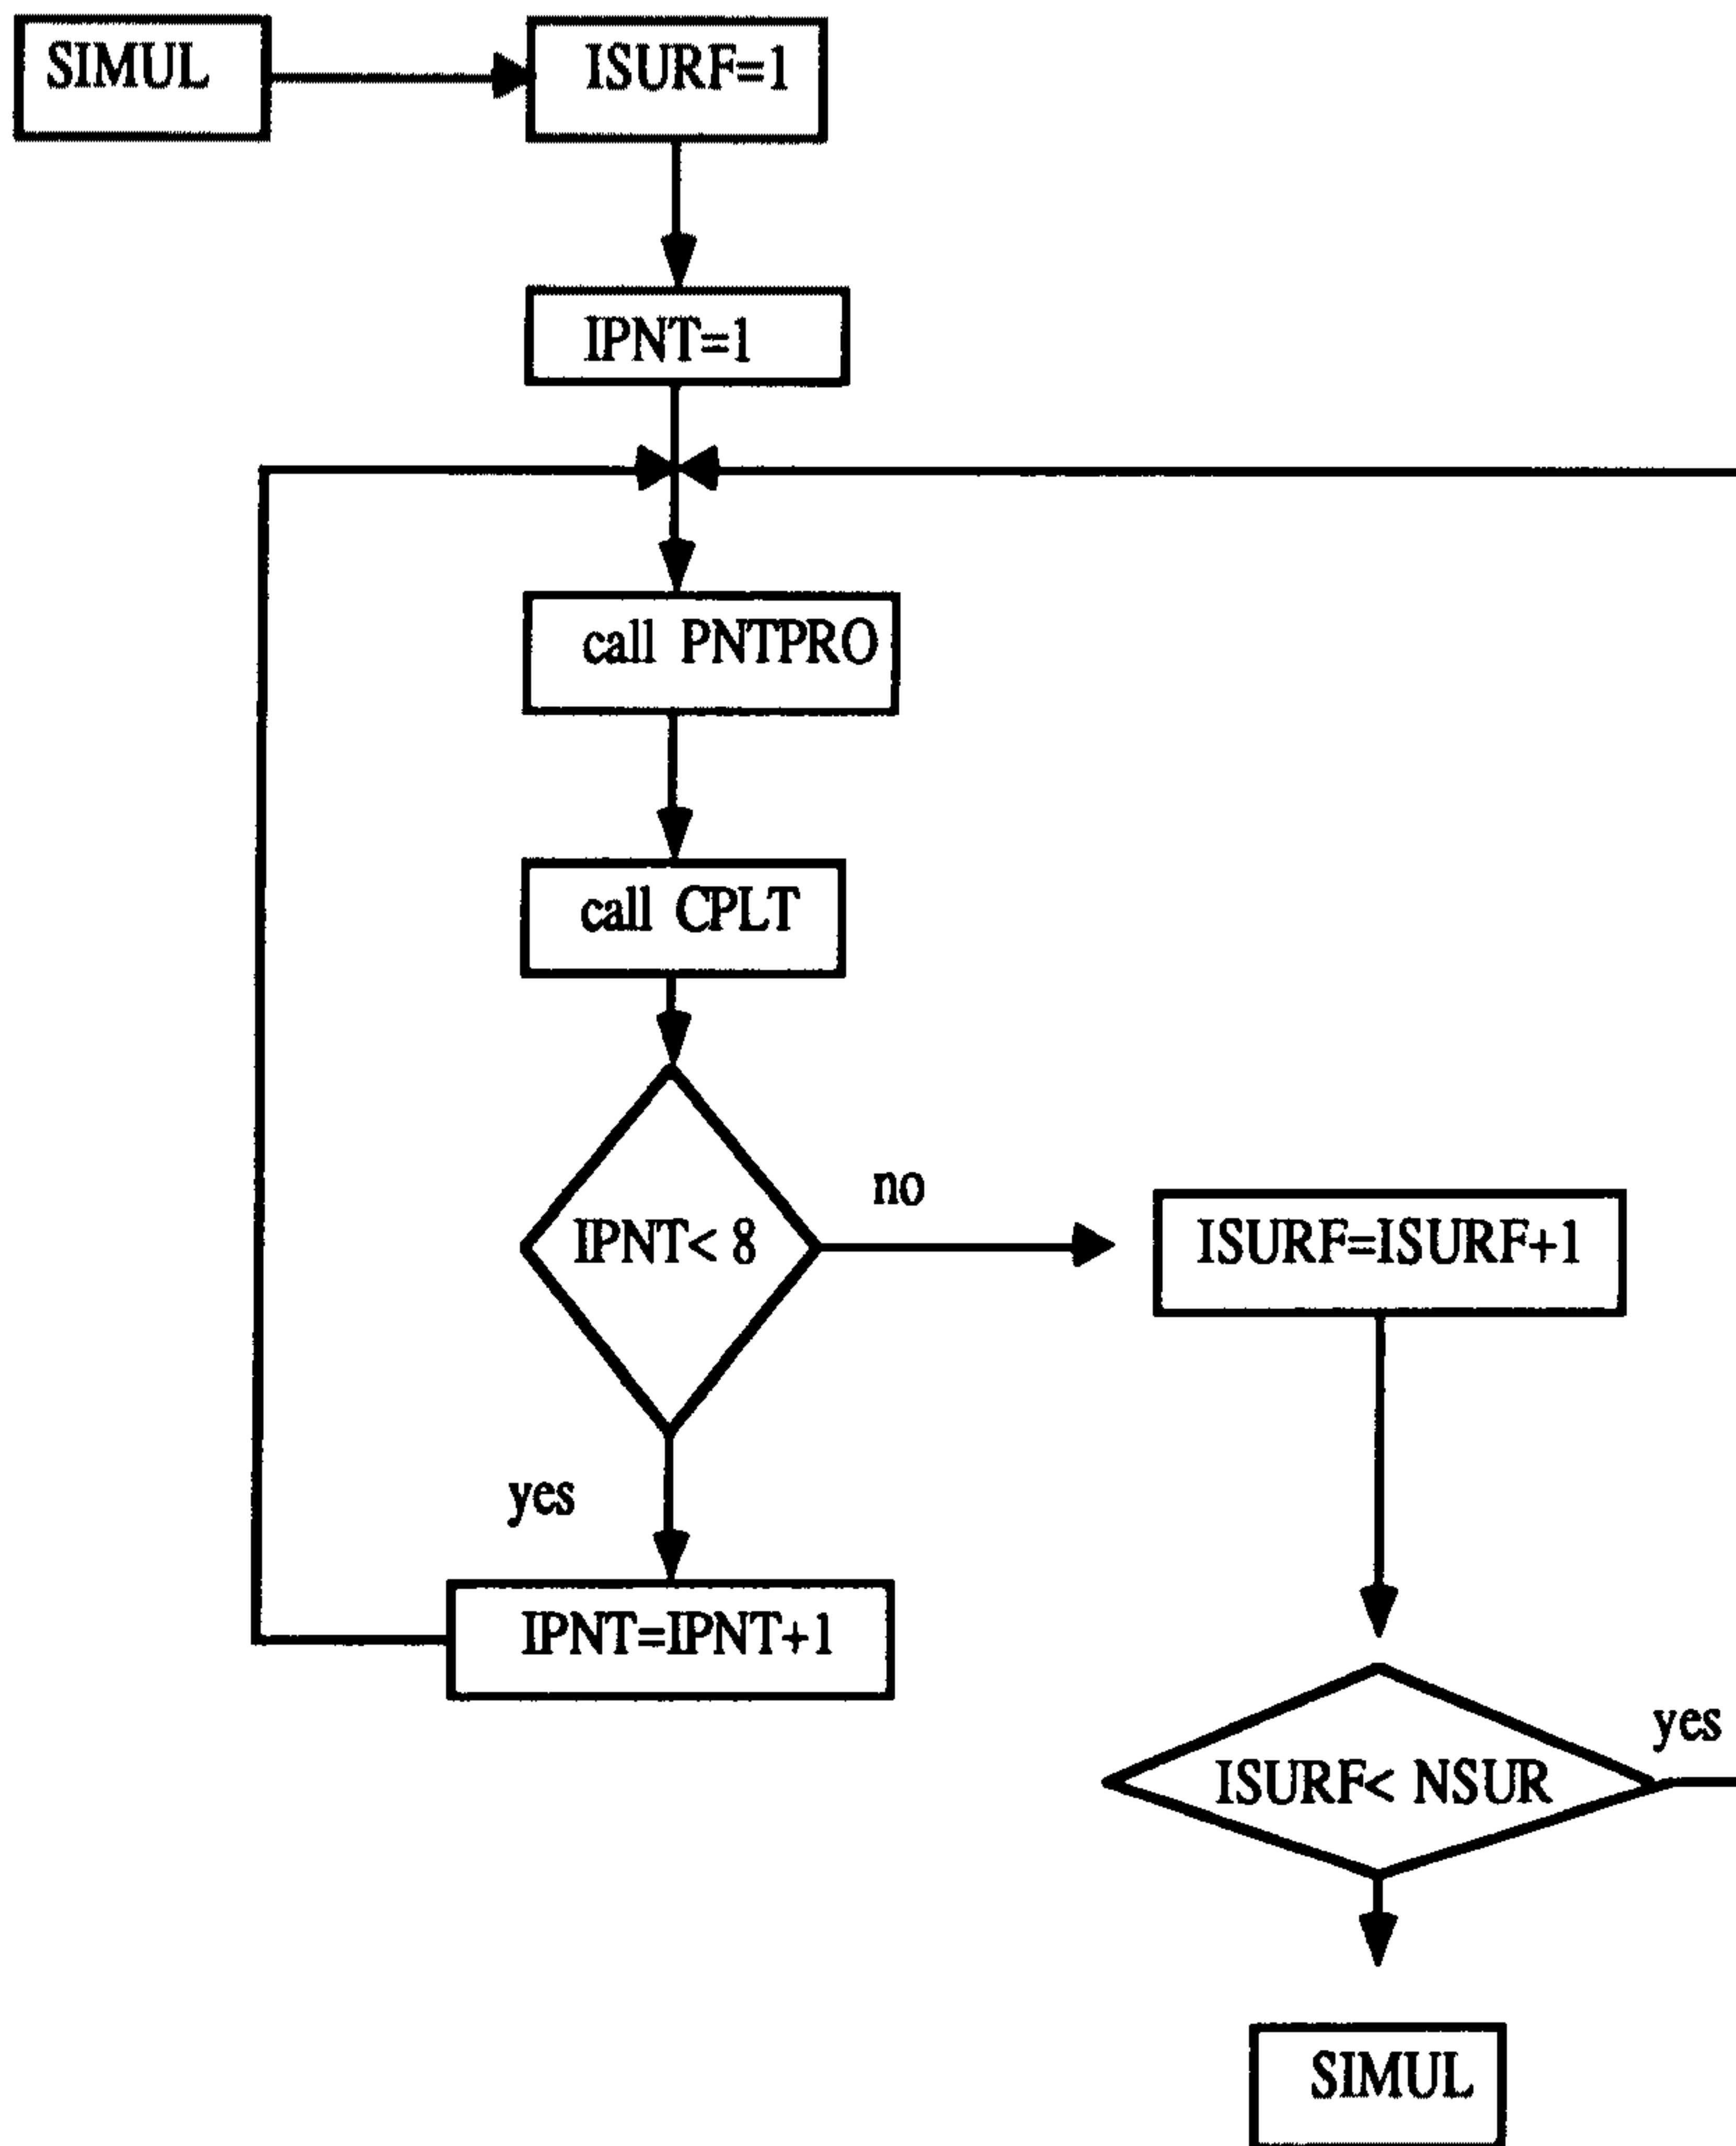 SIMUL
ISURF=1
IPNT=1
call PNTPRO
call CPLT
IPNT< 8
no
ISURF=ISURF+1
yes
IPNT=IPNT+1
yes
ISURF< NSUR
SIMUL